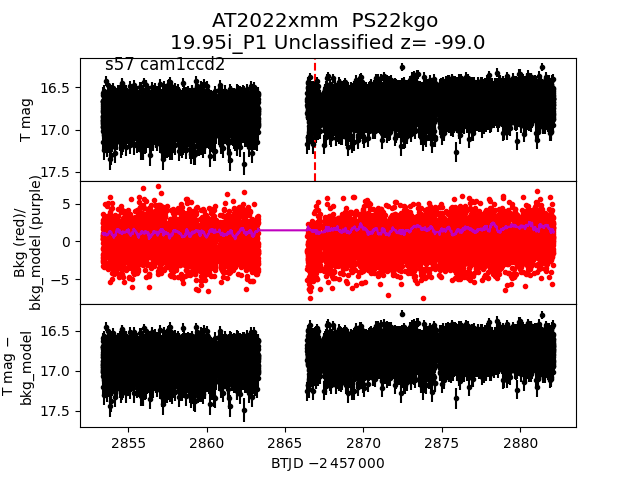 AT2022xmm  PS22kgo
19.95i_P1 Unclassified z= -99.0
s57 cam1ccd2
T mag
16.5
17.0
17.5
Bkg (red)/
bkg_model (purple)
5
0
−5
T mag −
bkg_model
16.5
17.0
17.5
2855
2860
2865
2870
2875
2880
BTJD −2 457 000